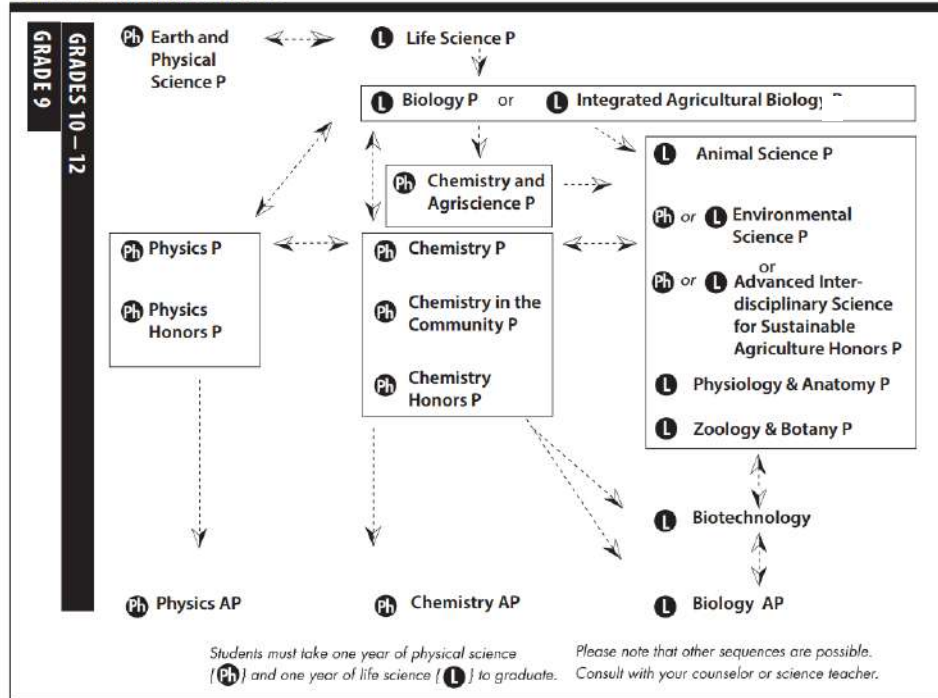 GRADE 9
GRADES 10 – 12
Ph Earth and
Physical
Science P
L Life Science P
L Biology P or L Integrated Agricultural Biology
Ph Chemistry and
Agriscience P
L Animal Science P
Ph or L Environmental
Science P
or
Ph or L Advanced Inter-
disciplinary Science
for Sustainable
Agriculture Honors P
L Physiology & Anatomy P
L Zoology & Botany P
Ph Physics P
Ph Physics
Honors P
Ph Chemistry P
Ph Chemistry in the
Community P
Ph Chemistry
Honors P
L Biotechnology
Ph Physics AP
Ph Chemistry AP
L Biology AP
Students must take one year of physical science
(Ph) and one year of life science (L) to graduate.
Please note that other sequences are possible.
Consult with your counselor or science teacher.